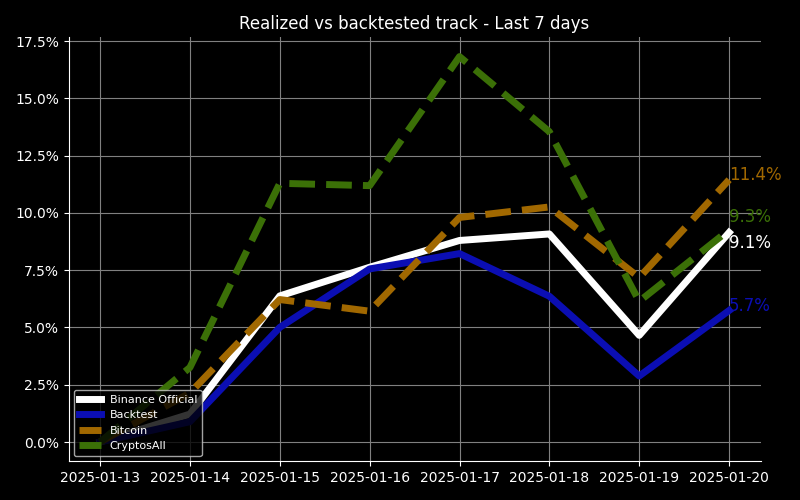 Realized vs backtested track - Last 7 days
17.5%
15.0%
12.5%
10.0%
7.5%
5.0%
2.5%
0.0%
11.4%
9.3%
9.1%
5.7%
Binance Official
Backtest
Bitcoin
CryptosAll
2025-01-13 2025-01-14 2025-01-15 2025-01-16 2025-01-17 2025-01-18 2025-01-19 2025-01-20